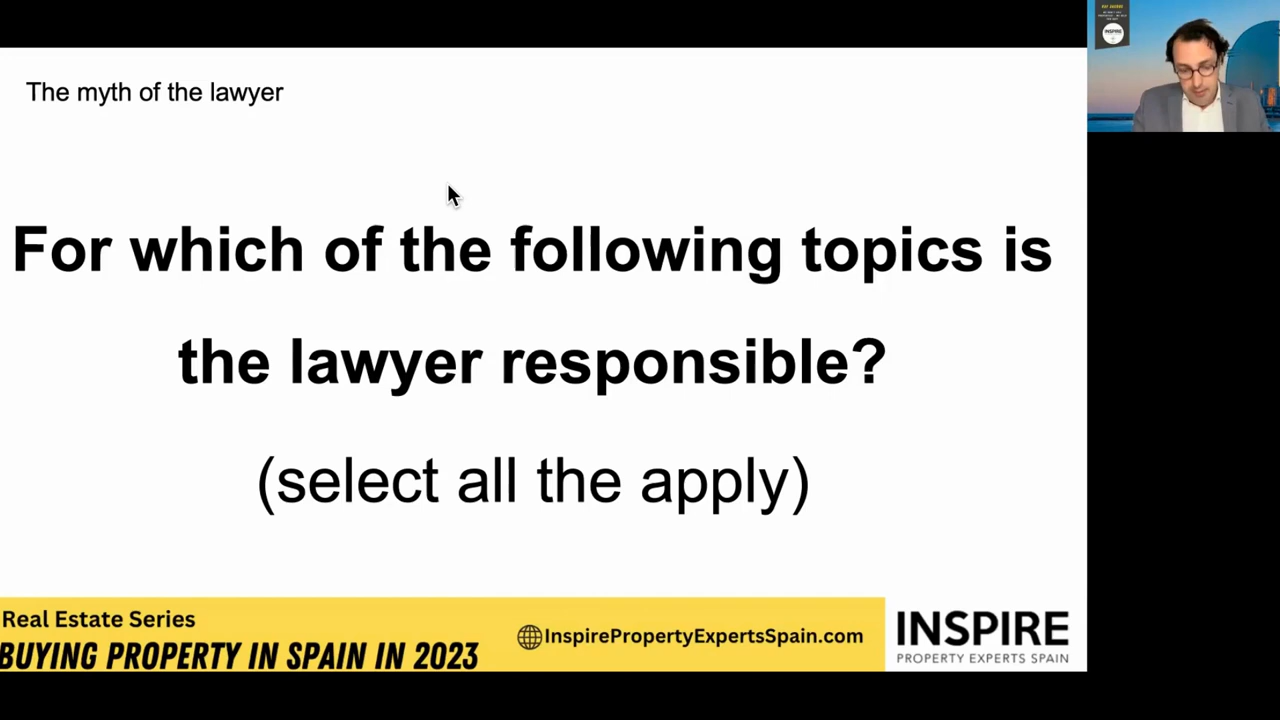 The myth of the lawyer
For which of the following topics is
the lawyer responsible?
(select all the apply)
Real Estate Series
BUYING PROPERTY IN SPAIN IN 2023
InspirePropertyExpertsSpain.com
INSPIRE
PROPERTY EXPERTS SPAIN
INSPIRE